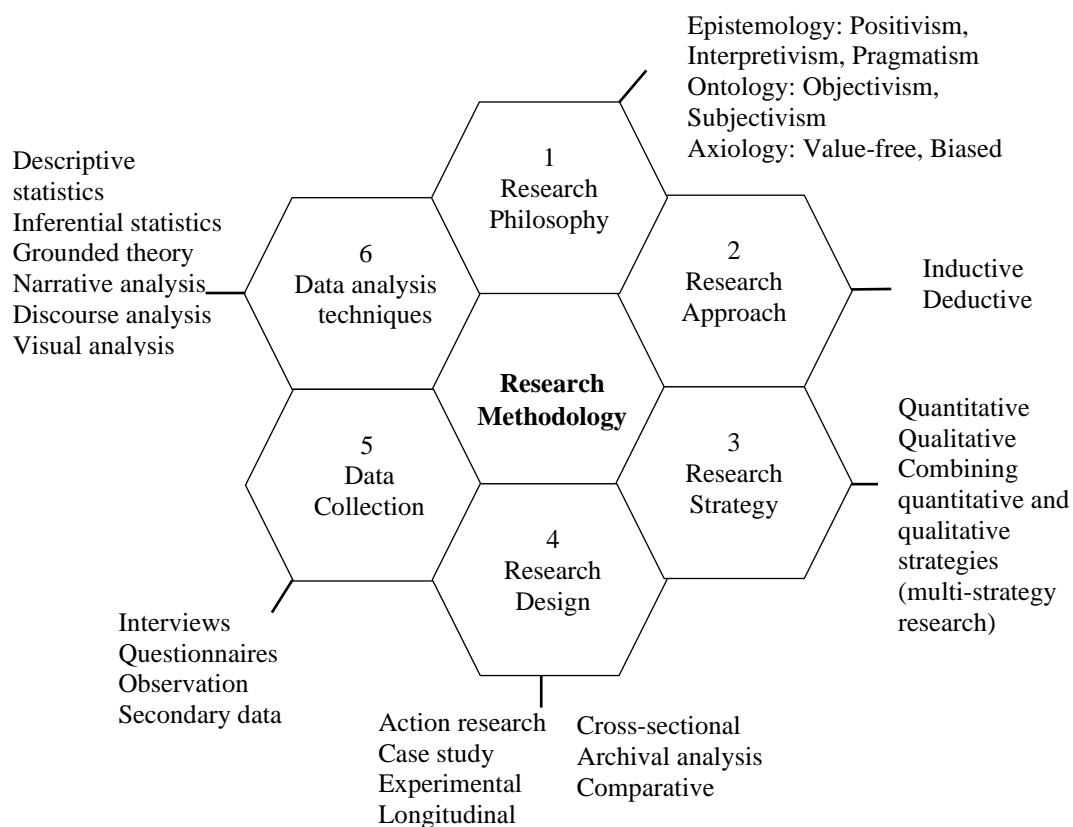 Epistemology: Positivism,
Interpretivism, Pragmatism
Ontology: Objectivism,
Subjectivism
Axiology: Value-free, Biased
1
Research
Philosophy
2
Research
Approach
Inductive
Deductive
3
Research
Strategy
Quantitative
Qualitative
Combining
quantitative and
qualitative
strategies
(multi-strategy
research)
4
Research
Design
Action research
Case study
Experimental
Longitudinal
Cross-sectional
Archival analysis
Comparative
5
Data
Collection
Interviews
Questionnaires
Observation
Secondary data
6
Data analysis
techniques
Descriptive
statistics
Inferential statistics
Grounded theory
Narrative analysis
Discourse analysis
Visual analysis
Research
Methodology